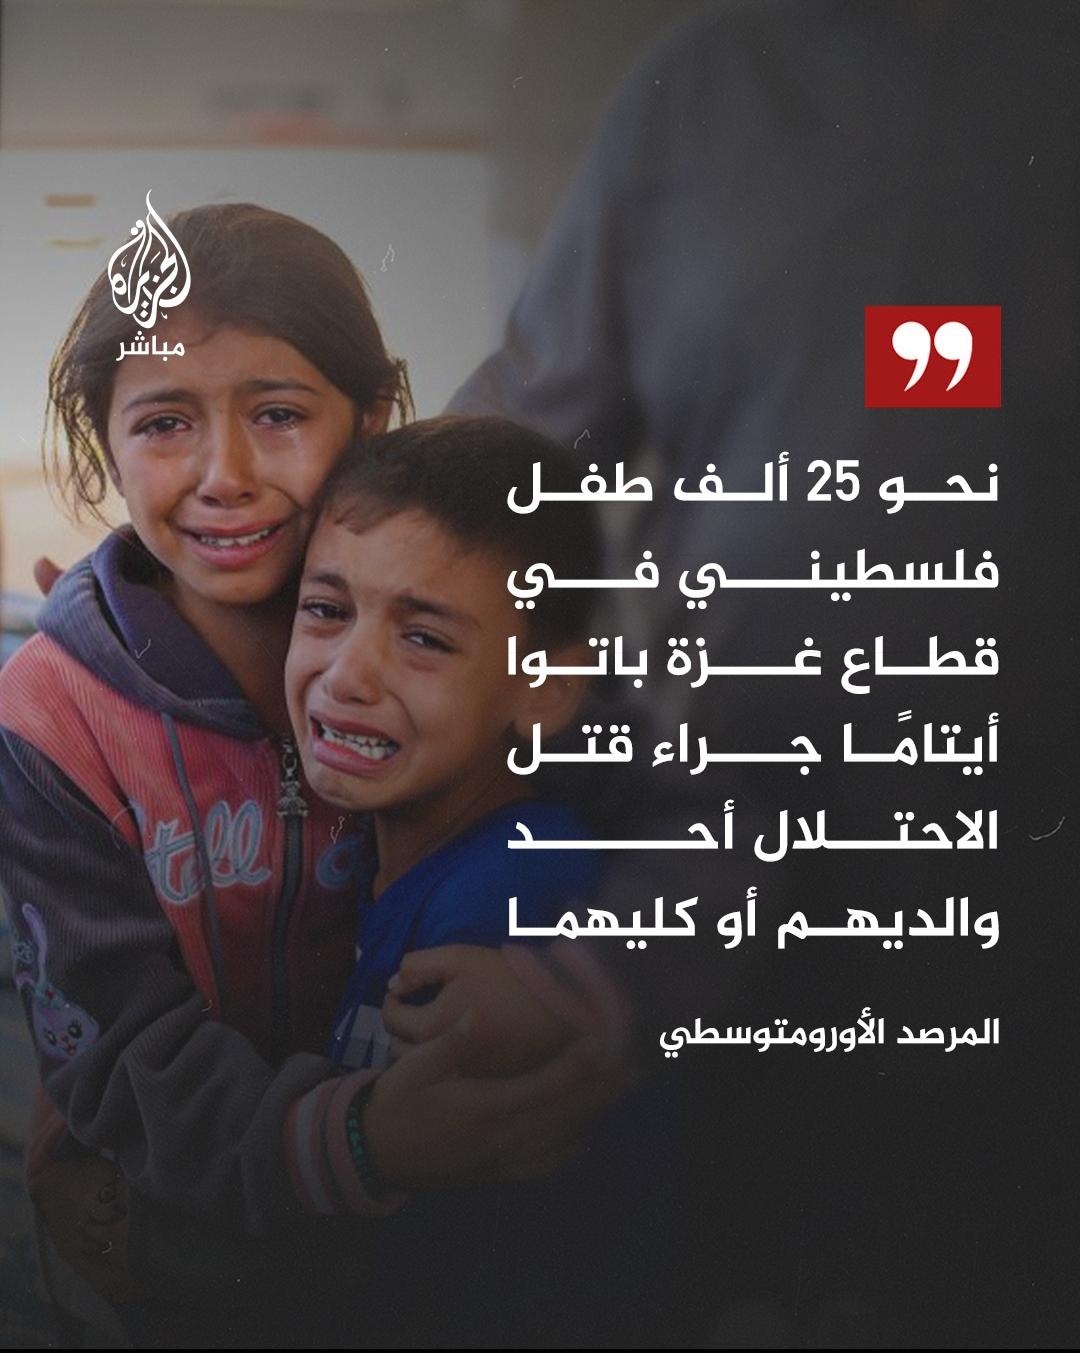 الجزيرة
مباشر
نحو 25 ألف طفل
فلسطيني في
قطاع غزة باتوا
أيتامًا جراء قتل
الاحتلال أحد
والديهم أو كليهما
المرصد الأورومتوسطي